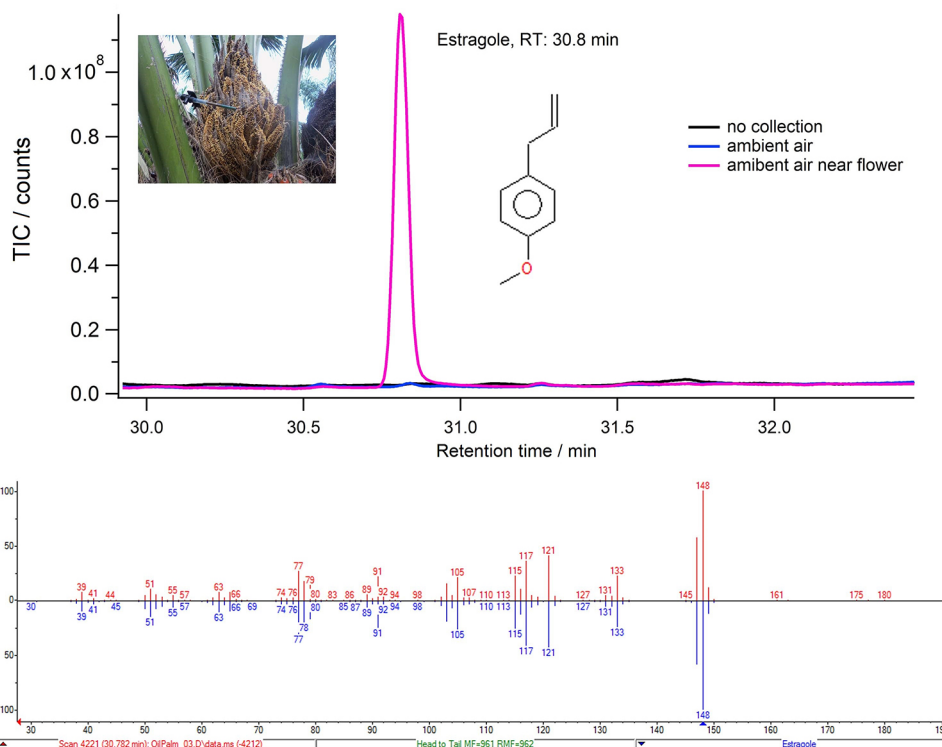 Estragole, RT: 30.8 min
TIC / counts
1.0 x10⁸
0.8
0.6
0.4
0.2
0.0
no collection
ambient air
amibent air near flower
O
30.0 30.5 31.0 31.5 32.0
Retention time / min
100
50
0
50
100
39 41 44 51 55 57 63 66 74 76 77 79 80 83 86 89 91 92 94 98 105 107 110 113 115 117 121 127 131 133 145 148 161 175 180
30 39 41 45 51 55 57 63 66 69 74 76 77 78 80 85 87 89 91 92 94 98 105 110 113 115 117 121 127 131 133 148
30 40 50 60 70 80 90 100 110 120 130 140 150 160 170 180 190
Scan 4221 (30.782 min): OilPalm_03.D\data.ms (-4212)
Head to Tail MF=961 RMF=962
Estragole